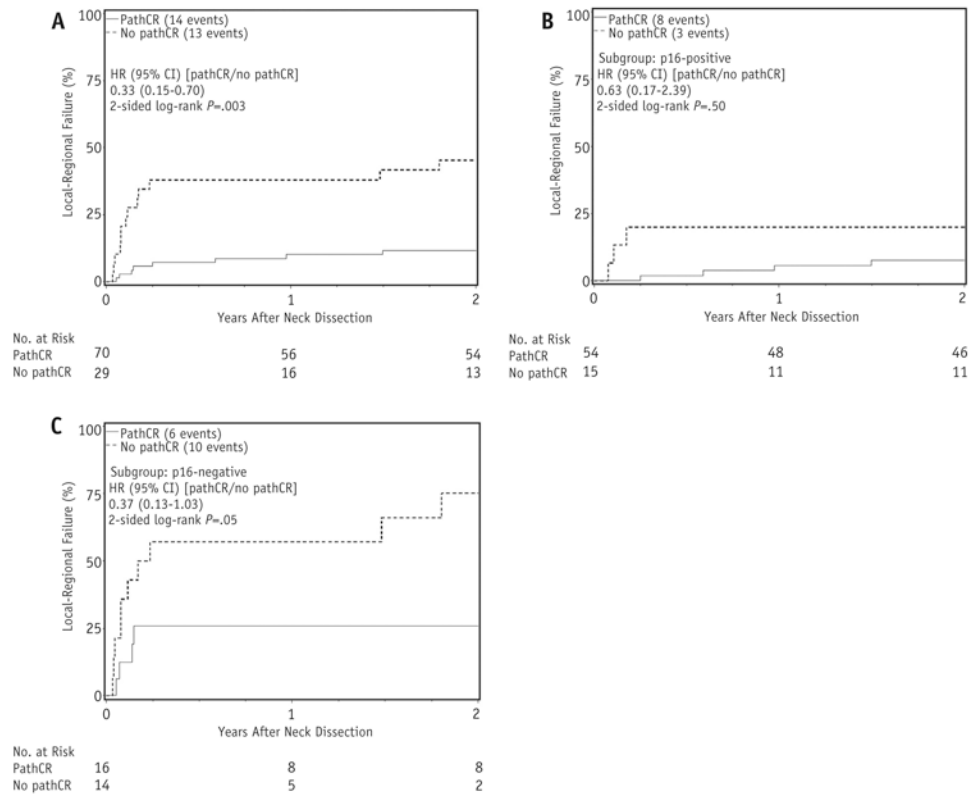 A
100
PathCR (14 events)
No pathCR (13 events)
HR (95% CI) [pathCR/no pathCR]
0.33 (0.15-0.70)
2-sided log-rank P=.003
75
50
25
0
Local-Regional Failure (%)
0 1 2
Years After Neck Dissection
No. at Risk
PathCR 70 56 54
No pathCR 29 16 13
B
100
PathCR (8 events)
No pathCR (3 events)
Subgroup: p16-positive
HR (95% CI) [pathCR/no pathCR]
0.63 (0.17-2.39)
2-sided log-rank P=.50
75
50
25
0
Local-Regional Failure (%)
0 1 2
Years After Neck Dissection
No. at Risk
PathCR 54 48 46
No pathCR 15 11 11
C
100
PathCR (6 events)
No pathCR (10 events)
Subgroup: p16-negative
HR (95% CI) [pathCR/no pathCR]
0.37 (0.13-1.03)
2-sided log-rank P=.05
75
50
25
0
Local-Regional Failure (%)
0 1 2
Years After Neck Dissection
No. at Risk
PathCR 16 8 8
No pathCR 14 5 2